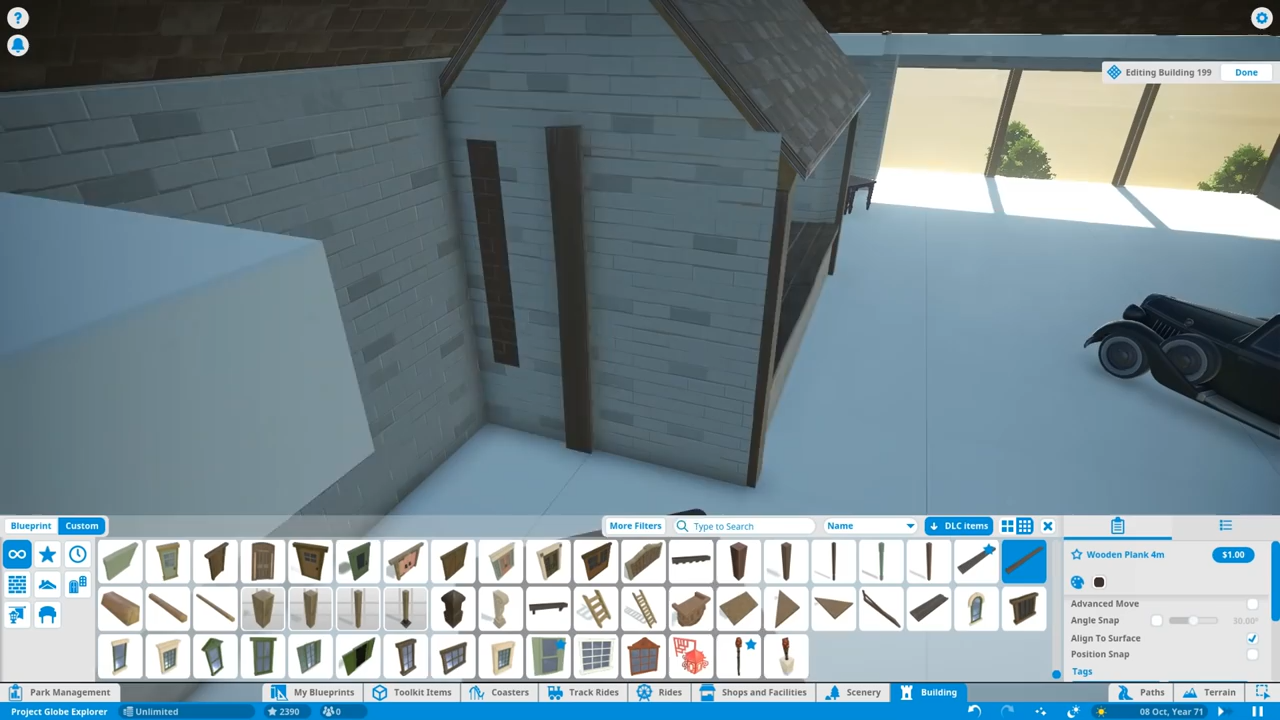 ?
Editing Building 199 Done
Blueprint Custom More Filters Type to Search Name DLC items
Wooden Plank 4m $1.00
Advanced Move
Angle Snap 30.00°
Align To Surface
Position Snap
Tags
Park Management My Blueprints Toolkit Items Coasters Track Rides Rides Shops and Facilities Scenery Building Paths Terrain
Project Globe Explorer Unlimited 2390 0 08 Oct, Year 71